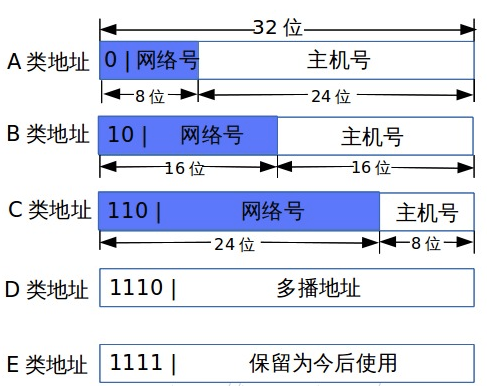 32 位
A 类地址 0 | 网络号 主机号
8 位 24 位
B 类地址 10 | 网络号 主机号
16 位 16 位
C 类地址 110 | 网络号 主机号
24 位 8 位
D 类地址 1110 | 多播地址
E 类地址 1111 | 保留为今后使用